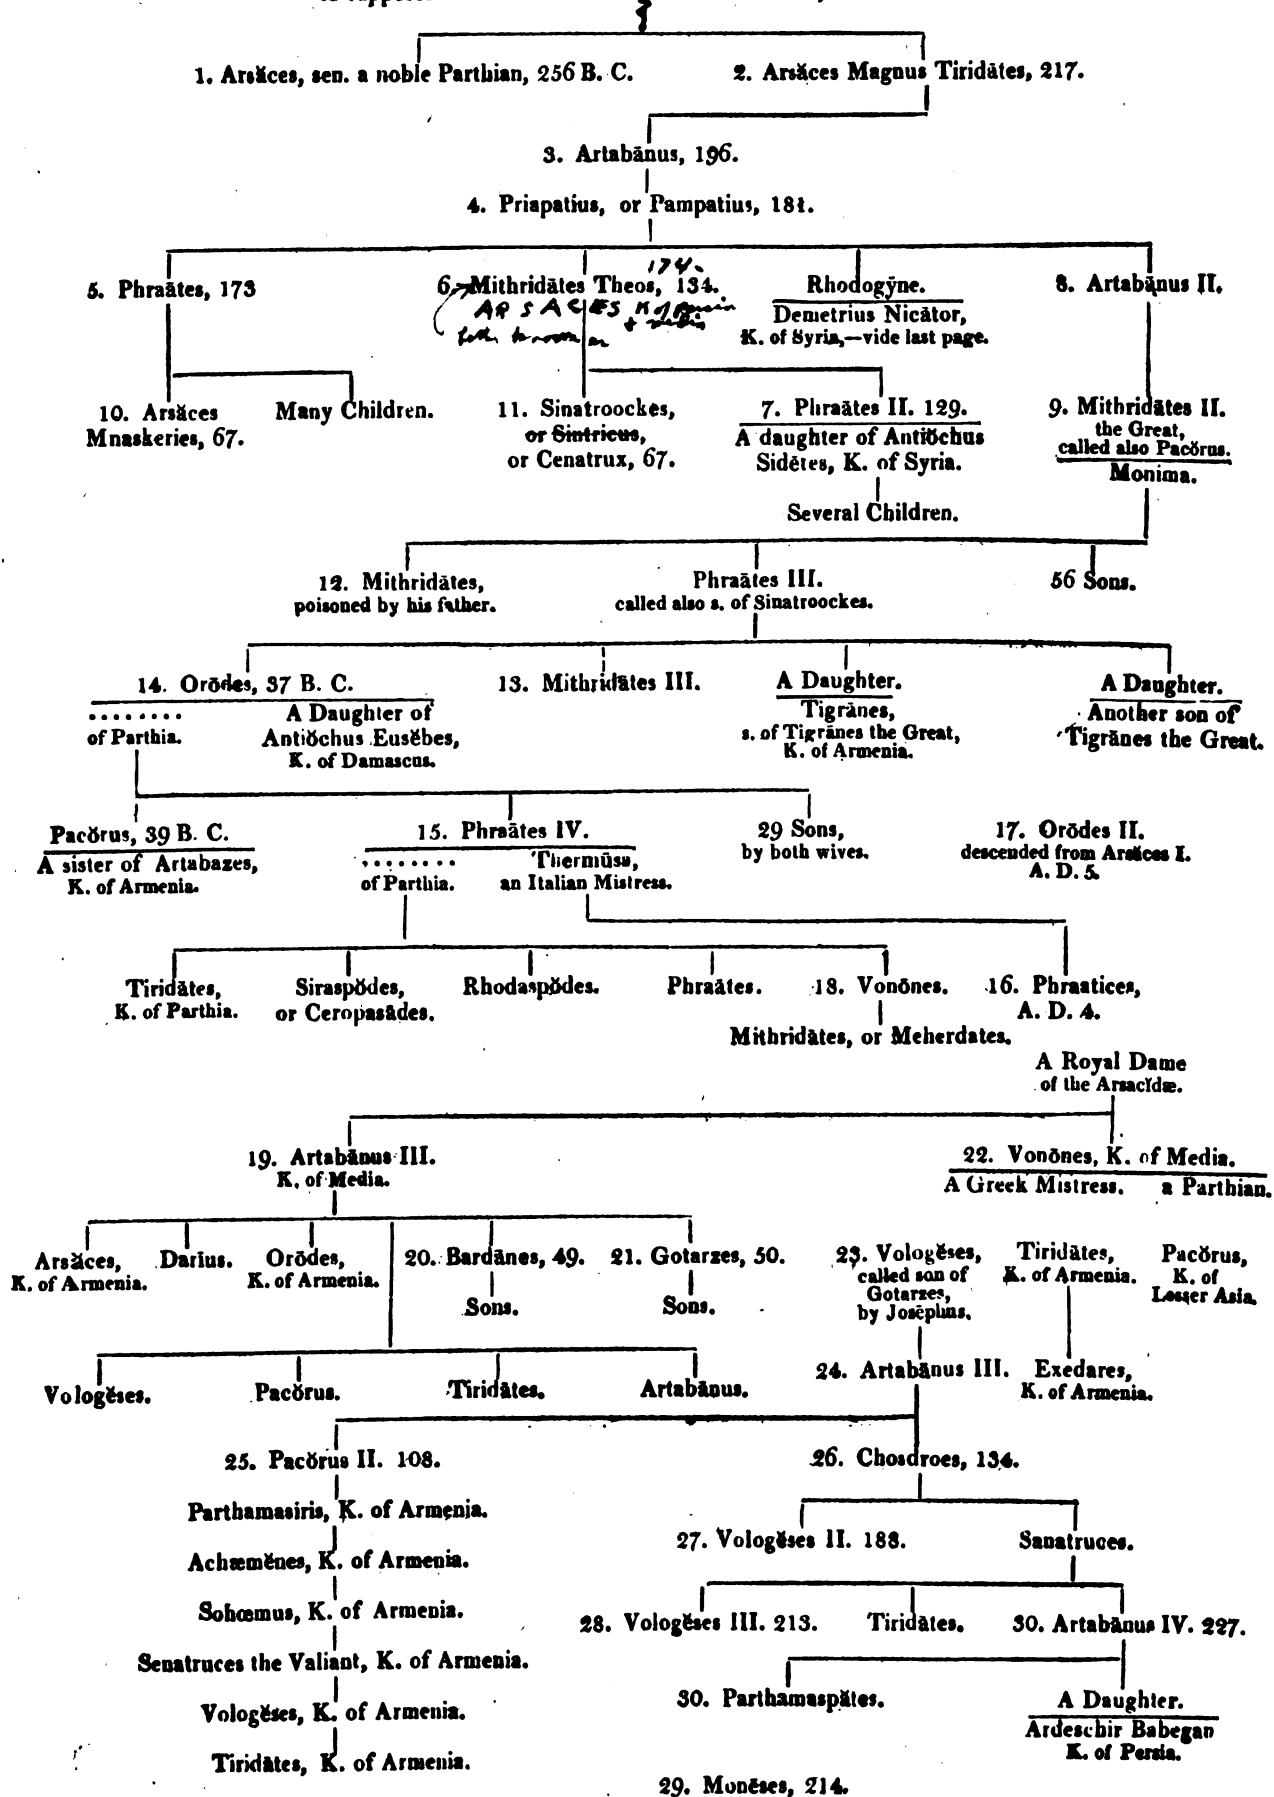 1. Arsăces, sen. a noble Parthian, 256 B. C.
2. Arsăces Magnus Tiridātes, 217.
3. Artabānus, 196.
4. Priapatius, or Pampatius, 181.
174.
5. Phraātes, 173
6. Mithridātes Theos, 134.
Rhodogȳne.
8. Artabānus II.
ARSACES K of
Demetrius Nicātor,
K. of Syria,—vide last page.
10. Arsăces
Mnaskeries, 67.
Many Children.
11. Sinatroockes,
or Sintricus,
or Cenatrux, 67.
7. Phraātes II. 129.
A daughter of Antiŏchus
Sidētes, K. of Syria.
9. Mithridātes II.
the Great,
called also Pacŏrus.
Monima.
Several Children.
12. Mithridātes,
poisoned by his father.
Phraātes III.
called also s. of Sinatroockes.
56 Sons.
14. Orōdes, 37 B. C.
13. Mithridātes III.
A Daughter.
A Daughter.
........
of Parthia.
A Daughter of
Antiŏchus Eusĕbes,
K. of Damascus.
Tigrānes,
s. of Tigrānes the Great,
K. of Armenia.
Another son of
Tigrānes the Great.
Pacŏrus, 39 B. C.
A sister of Artabazes,
K. of Armenia.
15. Phraātes IV.
........
of Parthia.
Thermūsa,
an Italian Mistress.
29 Sons,
by both wives.
17. Orōdes II.
descended from Arsăces I.
A. D. 5.
Tiridātes,
K. of Parthia.
Siraspŏdes,
or Ceropasādes.
Rhodaspŏdes.
Phraātes.
18. Vonōnes.
16. Phraatices,
A. D. 4.
Mithridātes, or Meherdates.
A Royal Dame
of the Arsacĭdæ.
19. Artabānus III.
K. of Media.
22. Vonōnes, K. of Media.
A Greek Mistress. a Parthian.
Arsăces,
K. of Armenia.
Darīus.
Orōdes,
K. of Armenia.
20. Bardānes, 49.
Sons.
21. Gotarzes, 50.
Sons.
23. Vologĕses,
called son of
Gotarzes,
by Josēphus.
Tiridātes,
K. of Armenia.
Pacŏrus,
K. of
Lesser Asia.
Vologĕses.
Pacŏrus.
Tiridātes.
Artabānus.
24. Artabānus III.
Exedares,
K. of Armenia.
25. Pacŏrus II. 108.
26. Chosdroes, 134.
Parthamasiris, K. of Armenia.
Achæmĕnes, K. of Armenia.
Sohœmus, K. of Armenia.
Senatruces the Valiant, K. of Armenia.
Vologĕses, K. of Armenia.
Tiridātes, K. of Armenia.
27. Vologĕses II. 188.
Sanatruces.
28. Vologĕses III. 213.
Tiridātes.
30. Artabānus IV. 227.
30. Parthamaspātes.
A Daughter.
Ardeschir Babegan
K. of Persia.
29. Monēses, 214.